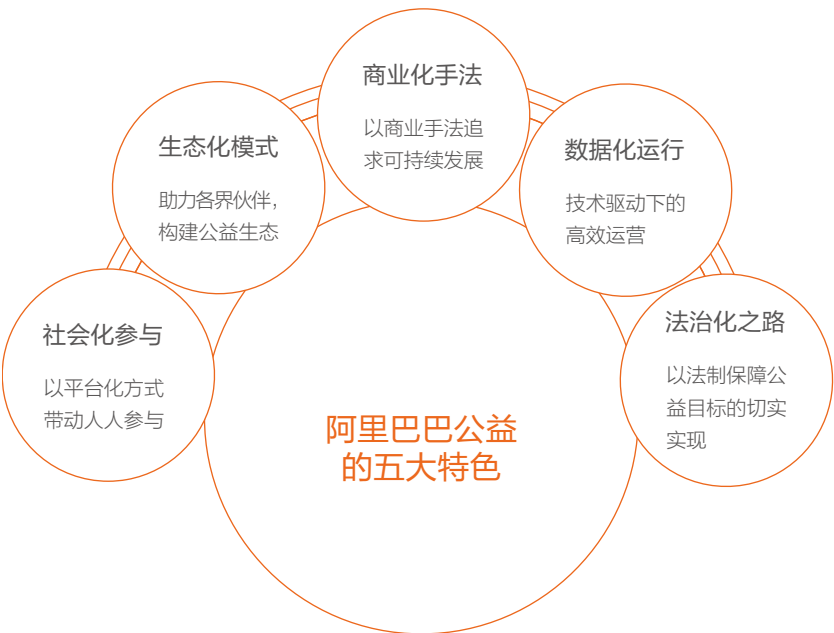 商业化手法
以商业手法追
求可持续发展
生态化模式
助力各界伙伴，
构建公益生态
数据化运行
技术驱动下的
高效运营
社会化参与
以平台化方式
带动人人参与
法治化之路
以法制保障公
益目标的切实
实现
阿里巴巴公益
的五大特色